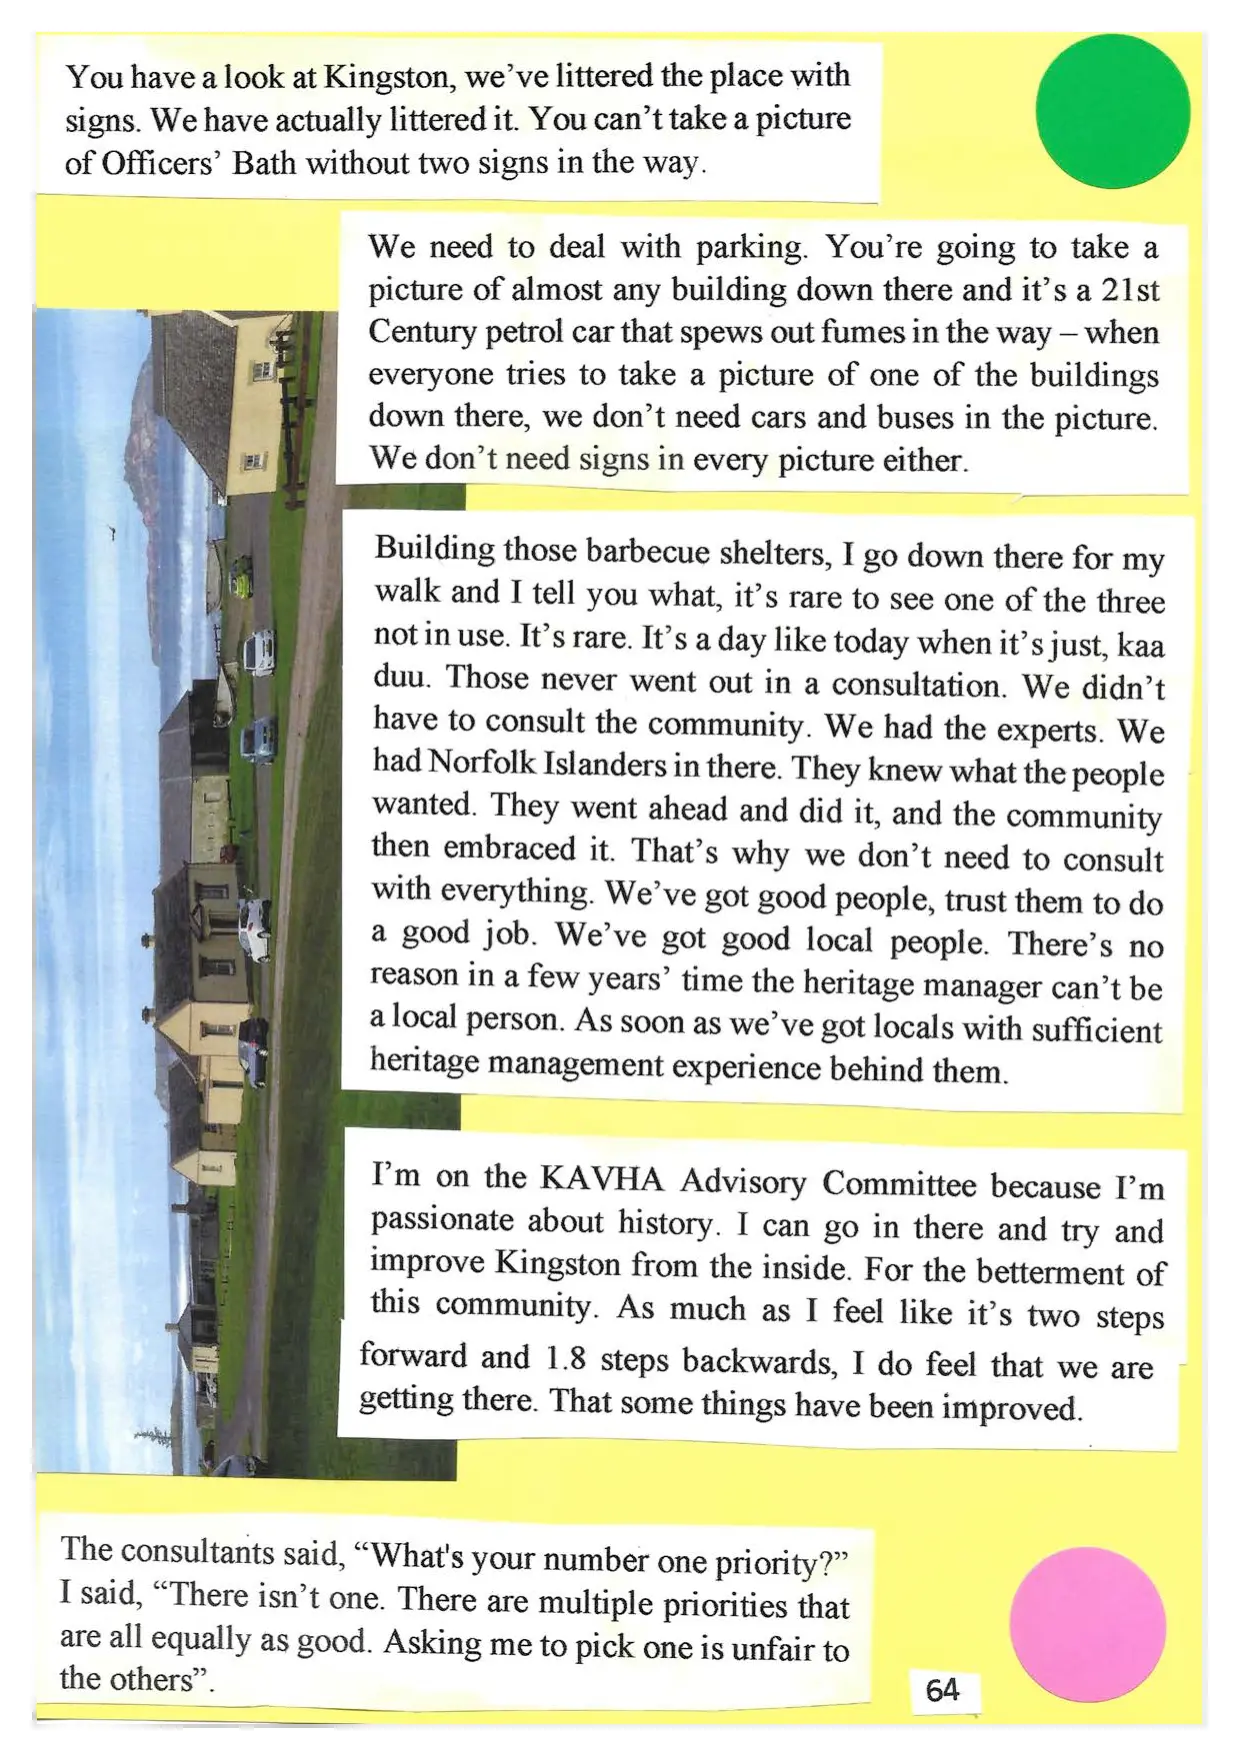 You have a look at Kingston, we’ve littered the place with
signs. We have actually littered it. You can’t take a picture
of Officers’ Bath without two signs in the way.
We need to deal with parking. You’re going to take a
picture of almost any building down there and it’s a 21st
Century petrol car that spews out fumes in the way – when
everyone tries to take a picture of one of the buildings
down there, we don’t need cars and buses in the picture.
We don’t need signs in every picture either.
Building those barbecue shelters, I go down there for my
walk and I tell you what, it’s rare to see one of the three
not in use. It’s rare. It’s a day like today when it’s just, kaa
duu. Those never went out in a consultation. We didn’t
have to consult the community. We had the experts. We
had Norfolk Islanders in there. They knew what the people
wanted. They went ahead and did it, and the community
then embraced it. That’s why we don’t need to consult
with everything. We’ve got good people, trust them to do
a good job. We’ve got good local people. There’s no
reason in a few years’ time the heritage manager can’t be
a local person. As soon as we’ve got locals with sufficient
heritage management experience behind them.
I’m on the KAVHA Advisory Committee because I’m
passionate about history. I can go in there and try and
improve Kingston from the inside. For the betterment of
this community. As much as I feel like it’s two steps
forward and 1.8 steps backwards, I do feel that we are
getting there. That some things have been improved.
The consultants said, “What's your number one priority?”
I said, “There isn’t one. There are multiple priorities that
are all equally as good. Asking me to pick one is unfair to
the others”.
64